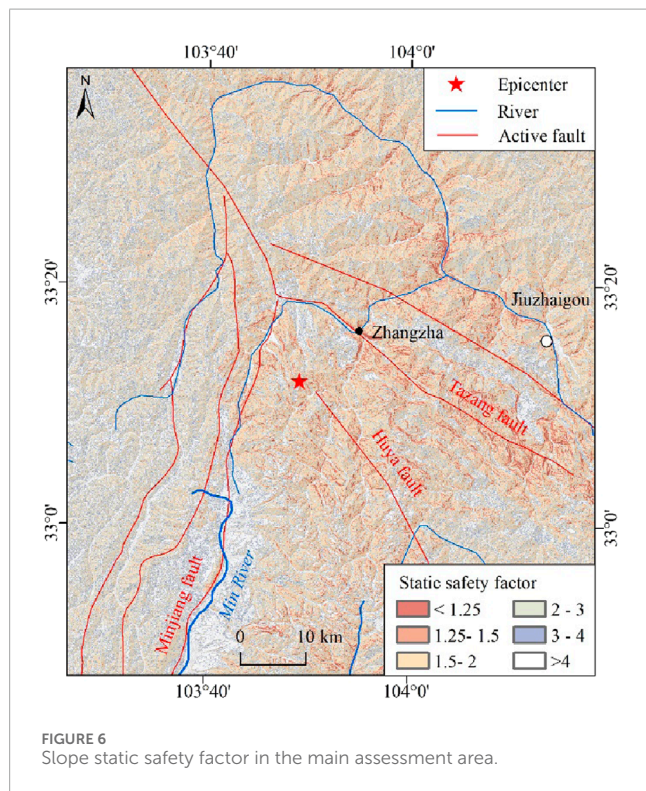 103°40′ 104°0′
N
Epicenter
River
Active fault
33°20′ 33°20′
Jiuzhaigou
Zhangzha
Tazang fault
Huya fault
33°0′ 33°0′
Minjiang fault
Min River
0 10 km
Static safety factor
< 1.25 2 - 3
1.25- 1.5 3 - 4
1.5- 2 >4
103°40′ 104°0′
FIGURE 6
Slope static safety factor in the main assessment area.